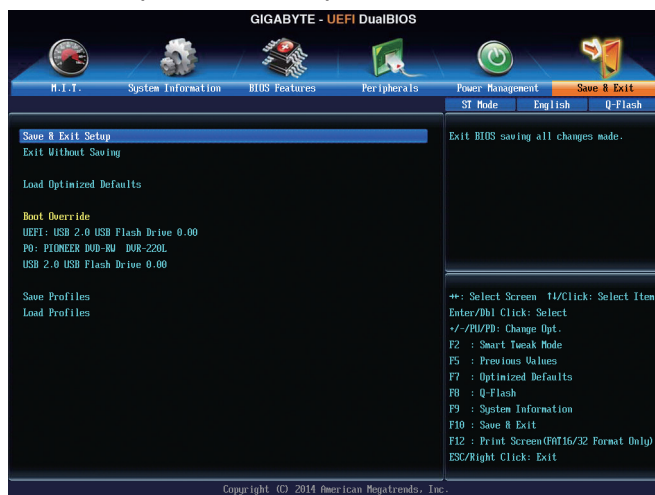 GIGABYTE - UEFI DualBIOS
M.I.T. System Information BIOS Features Peripherals Power Management Save & Exit
ST Mode English Q-Flash
Save & Exit Setup
Exit Without Saving
Load Optimized Defaults
Boot Override
UEFI: USB 2.0 USB Flash Drive 0.00
P0: PIONEER DVD-RW DVR-220L
USB 2.0 USB Flash Drive 0.00
Save Profiles
Load Profiles
Exit BIOS saving all changes made.
→←: Select Screen ↑↓/Click: Select Item
Enter/Dbl Click: Select
+/-/PU/PD: Change Opt.
F2 : Smart Tweak Mode
F5 : Previous Values
F7 : Optimized Defaults
F8 : Q-Flash
F9 : System Information
F10 : Save & Exit
F12 : Print Screen(FAT16/32 Format Only)
ESC/Right Click: Exit
Copyright (C) 2014 American Megatrends, Inc.